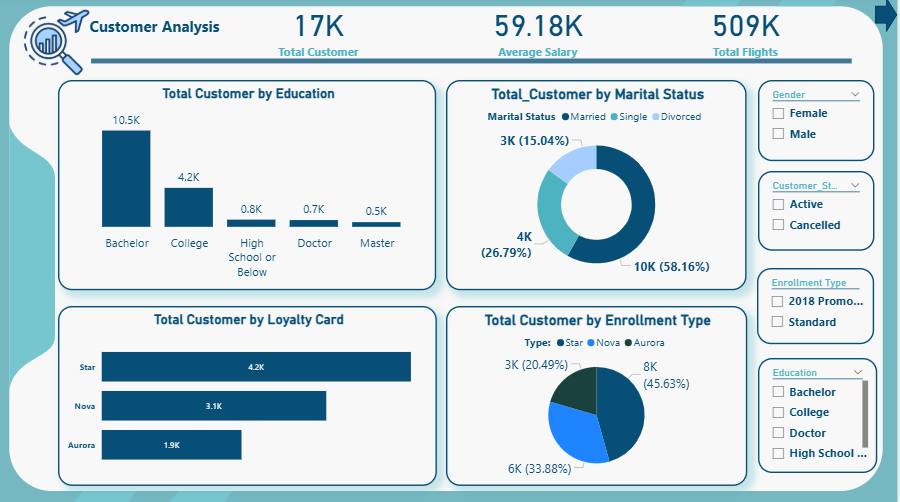 Customer Analysis
17K
Total Customer
59.18K
Average Salary
509K
Total Flights
Total Customer by Education
10.5K
4.2K
0.8K
0.7K
0.5K
Bachelor
College
High
School or
Below
Doctor
Master
Total_Customer by Marital Status
Marital Status Married Single Divorced
3K (15.04%)
4K
(26.79%)
10K (58.16%)
Total Customer by Loyalty Card
Star 4.2K
Nova 3.1K
Aurora 1.9K
Total Customer by Enrollment Type
Type: Star Nova Aurora
3K (20.49%)
8K
(45.63%)
6K (33.88%)
Gender
Female
Male
Customer_St...
Active
Cancelled
Enrollment Type
2018 Promo...
Standard
Education
Bachelor
College
Doctor
High School ...